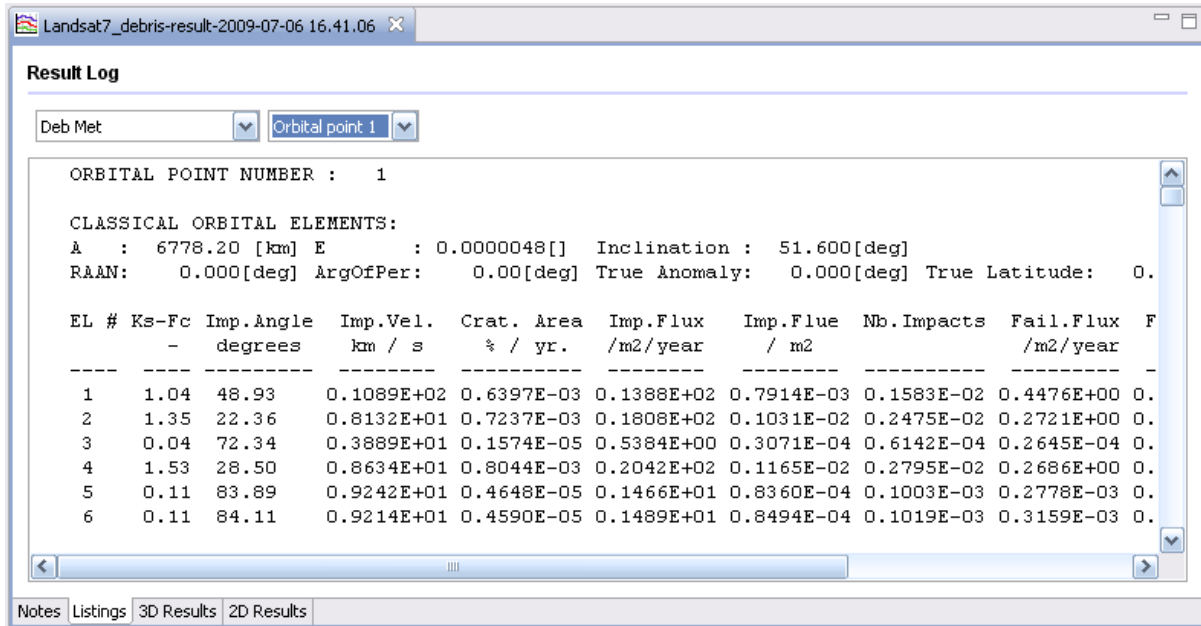 Landsat7_debris-result-2009-07-06 16.41.06
Result Log
Deb Met Orbital point 1
ORBITAL POINT NUMBER : 1
CLASSICAL ORBITAL ELEMENTS:
A : 6778.20 [km] E : 0.0000048[] Inclination : 51.600[deg]
RAAN: 0.000[deg] ArgOfPer: 0.00[deg] True Anomaly: 0.000[deg] True Latitude: 0.
EL # Ks-Fc Imp.Angle Imp.Vel. Crat. Area Imp.Flux Imp.Flue Nb.Impacts Fail.Flux F
- degrees km / s % / yr. /m2/year / m2 /m2/year
---- ---- --------- -------- ---------- -------- -------- ---------- --------- -
1 1.04 48.93 0.1089E+02 0.6397E-03 0.1388E+02 0.7914E-03 0.1583E-02 0.4476E+00 0.
2 1.35 22.36 0.8132E+01 0.7237E-03 0.1808E+02 0.1031E-02 0.2475E-02 0.2721E+00 0.
3 0.04 72.34 0.3889E+01 0.1574E-05 0.5384E+00 0.3071E-04 0.6142E-04 0.2645E-04 0.
4 1.53 28.50 0.8634E+01 0.8044E-03 0.2042E+02 0.1165E-02 0.2795E-02 0.2686E+00 0.
5 0.11 83.89 0.9242E+01 0.4648E-05 0.1466E+01 0.8360E-04 0.1003E-03 0.2778E-03 0.
6 0.11 84.11 0.9214E+01 0.4590E-05 0.1489E+01 0.8494E-04 0.1019E-03 0.3159E-03 0.
Notes Listings 3D Results 2D Results